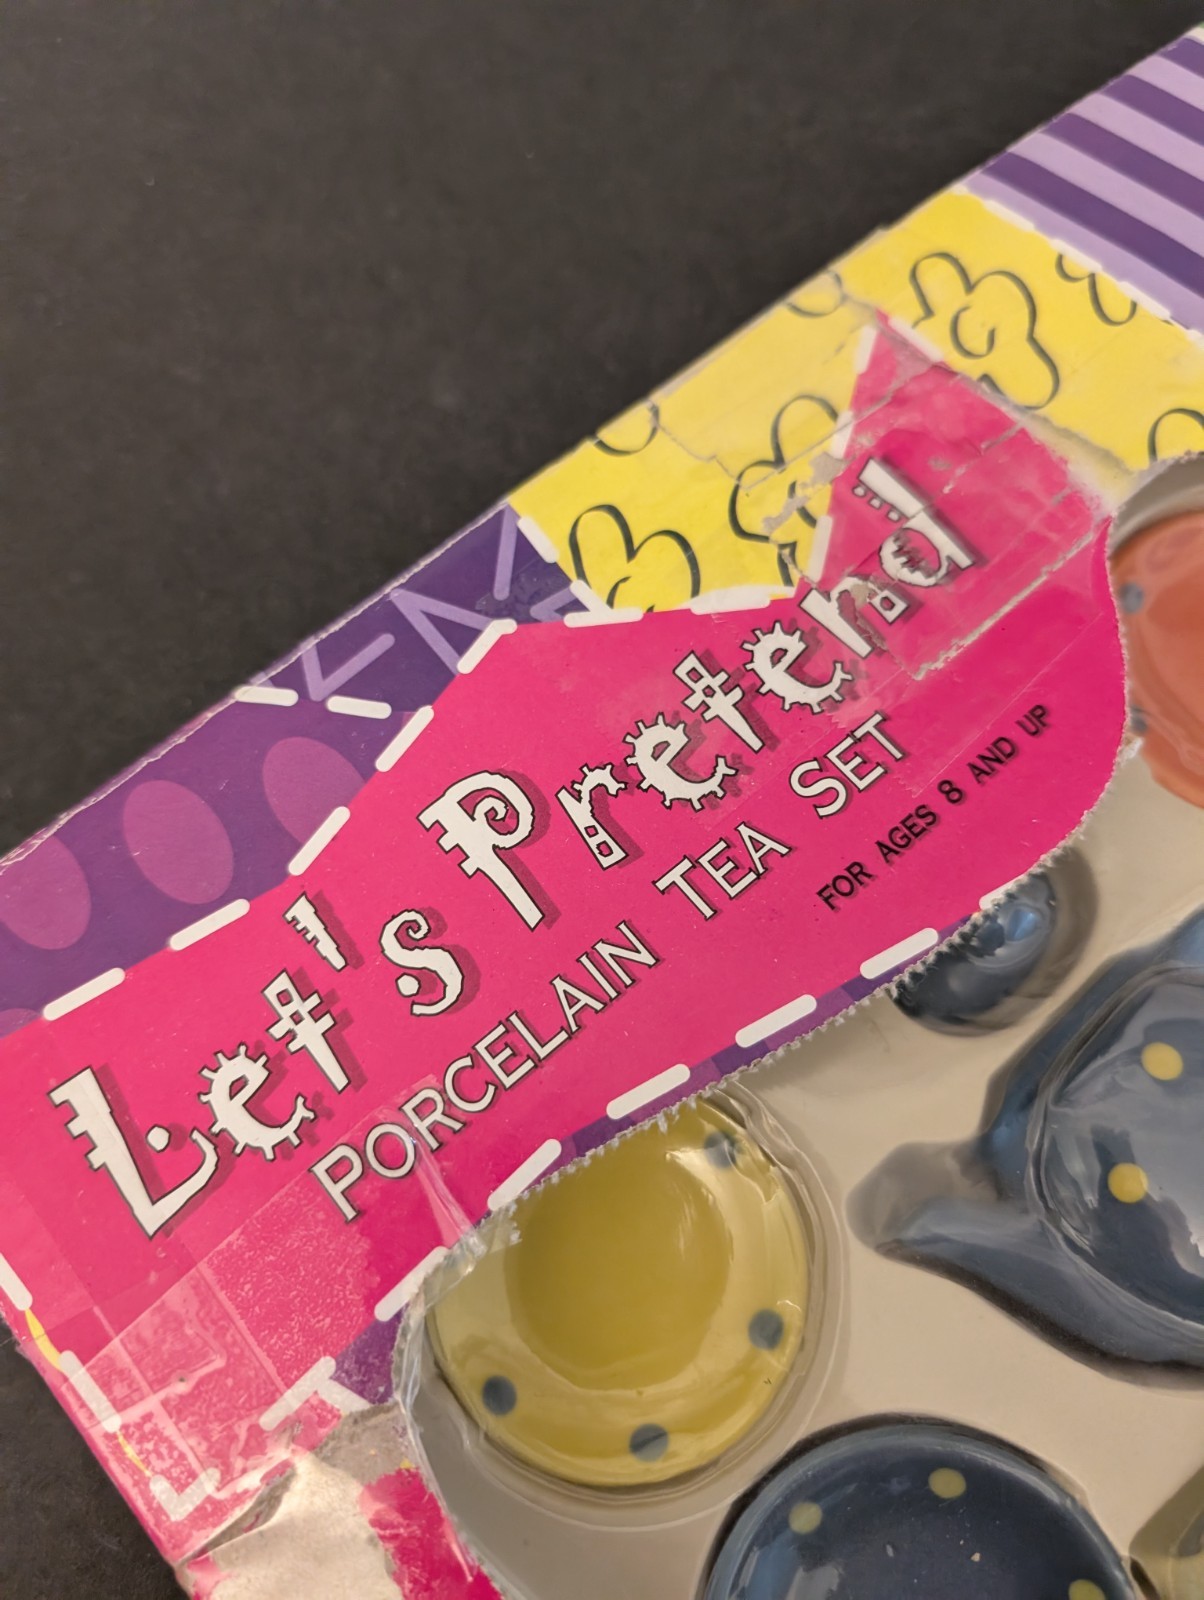 Let's Pretend
PORCELAIN TEA SET
FOR AGES 8 AND UP